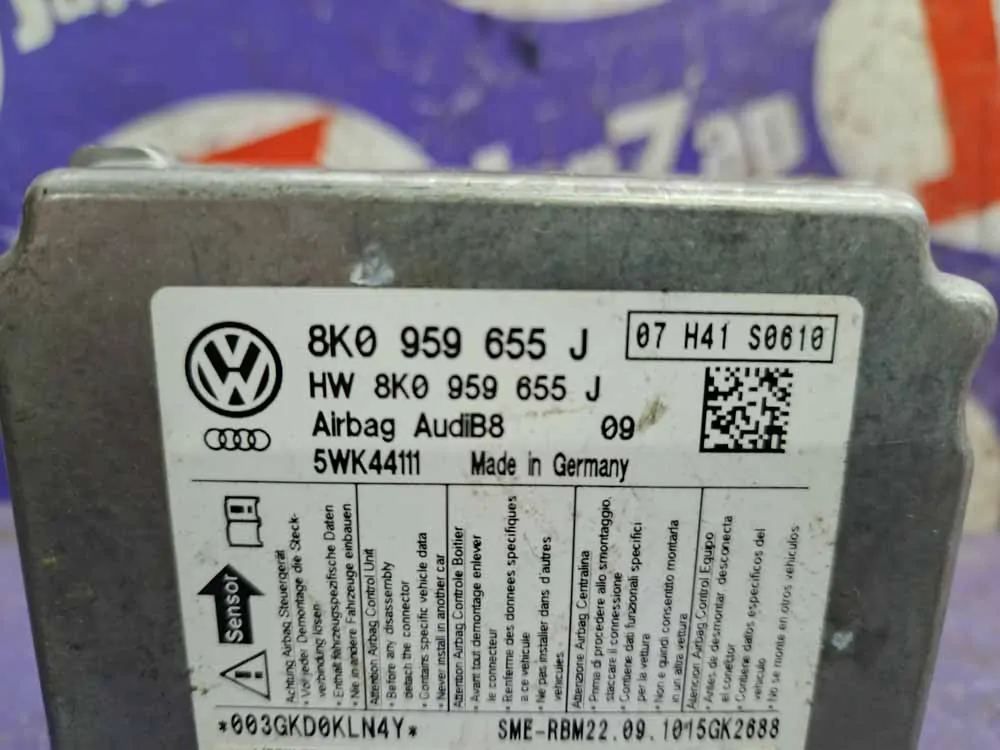 JapZap
8K0 959 655 J
07 H41 S0610
HW 8K0 959 655 J
Airbag AudiB8 09
5WK44111 Made in Germany
Sensor
Achtung Airbag Steuergerät
• Vor jeder Demontage die Steck-
verbindung lösen
• Enthält fahrzeugspezifische Daten
• Nie in andere Fahrzeuge einbauen
Attention Airbag Control Unit
• Before any disassembly
detach the connector
• Contains specific vehicle data
• Never install in another car
Attention Airbag Controle Boitier
• Avant tout demontage enlever
le connecteur
• Renferme des donnees specifiques
a ce vehicule
• Ne pas installer dans d'autres
vehicules.
Attenzione Airbag Centralina
• Prima di procedere allo smontaggio,
staccare il connessione
• Contiene dati funzionali specifici
per la vettura
• Non e quindi consentito montarla
in un altra vettura
Attention Airbag Control Equipo
• Antes de desmontar desconecta
el conector
• Contiene datos especificos del
vehiculo
• No se monte en otros vehiculos
*003GKD0KLN4Y*
SME-RBM22.09.1015GK2688